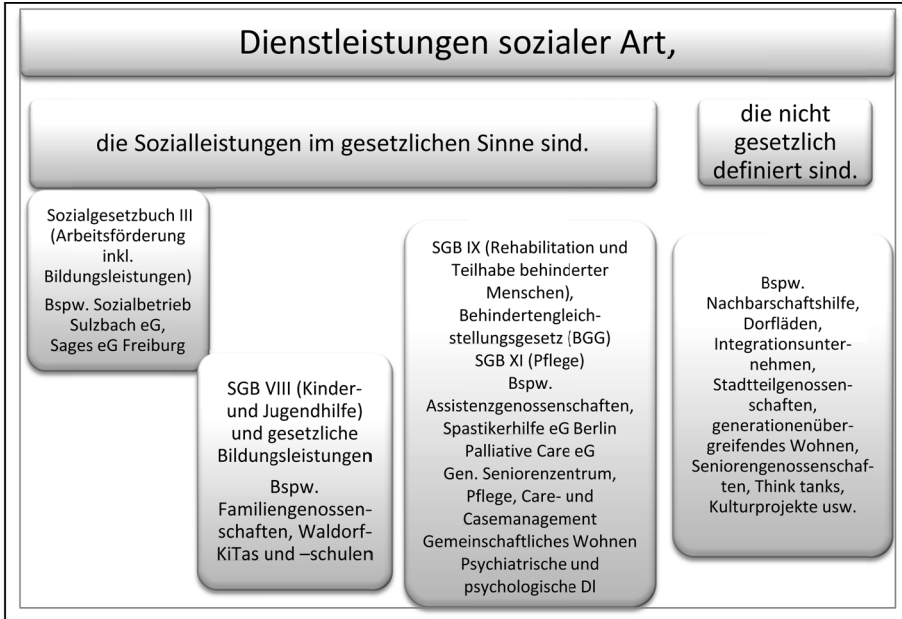 Dienstleistungen sozialer Art,
die Sozialleistungen im gesetzlichen Sinne sind.
die nicht
gesetzlich
definiert sind.
Sozialgesetzbuch III
(Arbeitsförderung
inkl.
Bildungsleistungen)
Bspw. Sozialbetrieb
Sulzbach eG,
Sages eG Freiburg
SGB VIII (Kinder-
und Jugendhilfe)
und gesetzliche
Bildungsleistungen
Bspw.
Familiengenossen-
schaften, Waldorf-
KiTas und –schulen
SGB IX (Rehabilitation und
Teilhabe behinderter
Menschen),
Behindertengleich-
stellungsgesetz (BGG)
SGB XI (Pflege)
Bspw.
Assistenzgenossenschaften,
Spastikerhilfe eG Berlin
Palliative Care eG
Gen. Seniorenzentrum,
Pflege, Care- und
Casemanagement
Gemeinschaftliches Wohnen
Psychiatrische und
psychologische Dl
Bspw.
Nachbarschaftshilfe,
Dorfläden,
Integrationsunter-
nehmen,
Stadtteilgenossen-
schaften,
generationenüber-
greifendes Wohnen,
Seniorengenossenschaf-
ten, Think tanks,
Kulturprojekte usw.